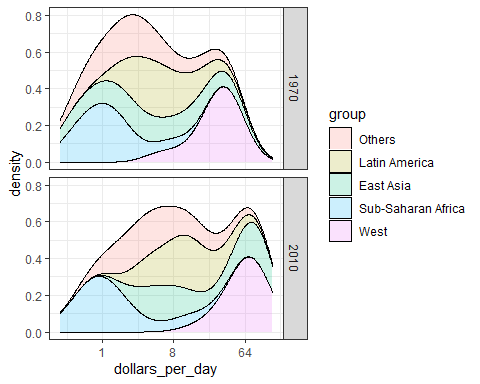 0.8
0.6
0.4
0.2
0.0
1970
0.8
0.6
0.4
0.2
0.0
2010
density
1 8 64
dollars_per_day
group
Others
Latin America
East Asia
Sub-Saharan Africa
West